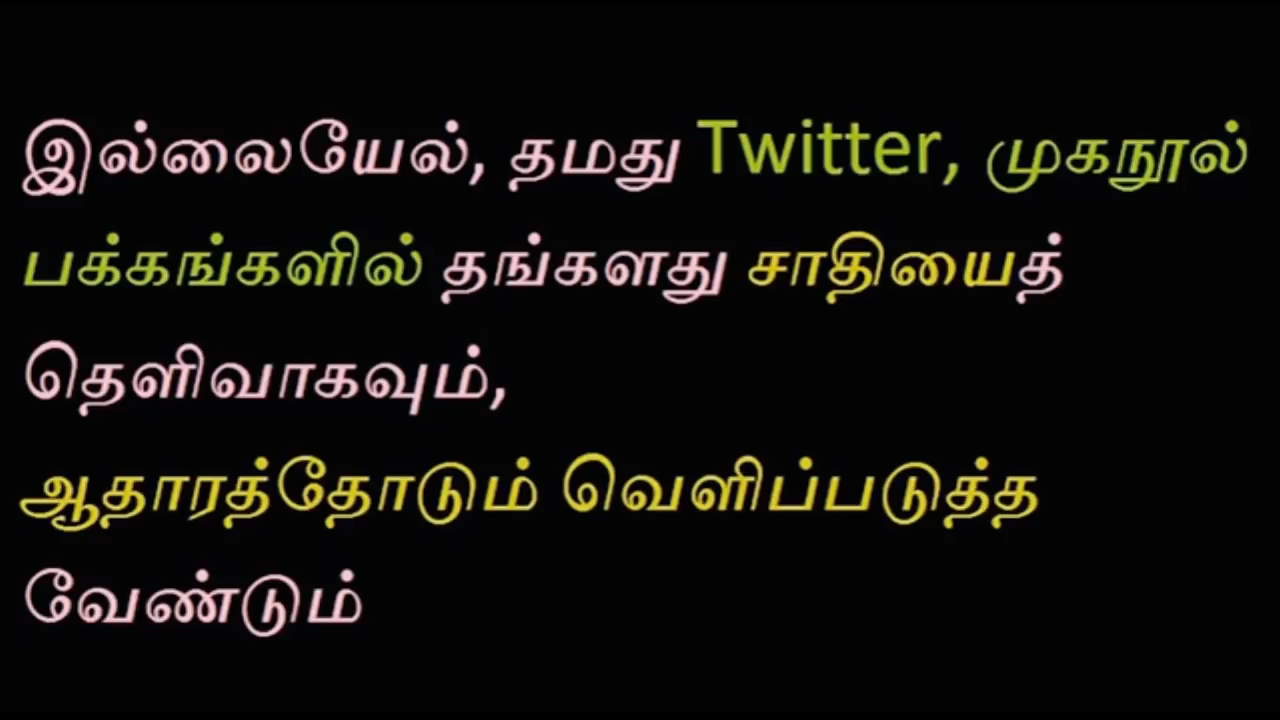 இல்லையேல், தமது Twitter, முகநூல்
பக்கங்களில் தங்களது சாதியைத்
தெளிவாகவும்,
ஆதாரத்தோடும் வெளிப்படுத்த
வேண்டும்